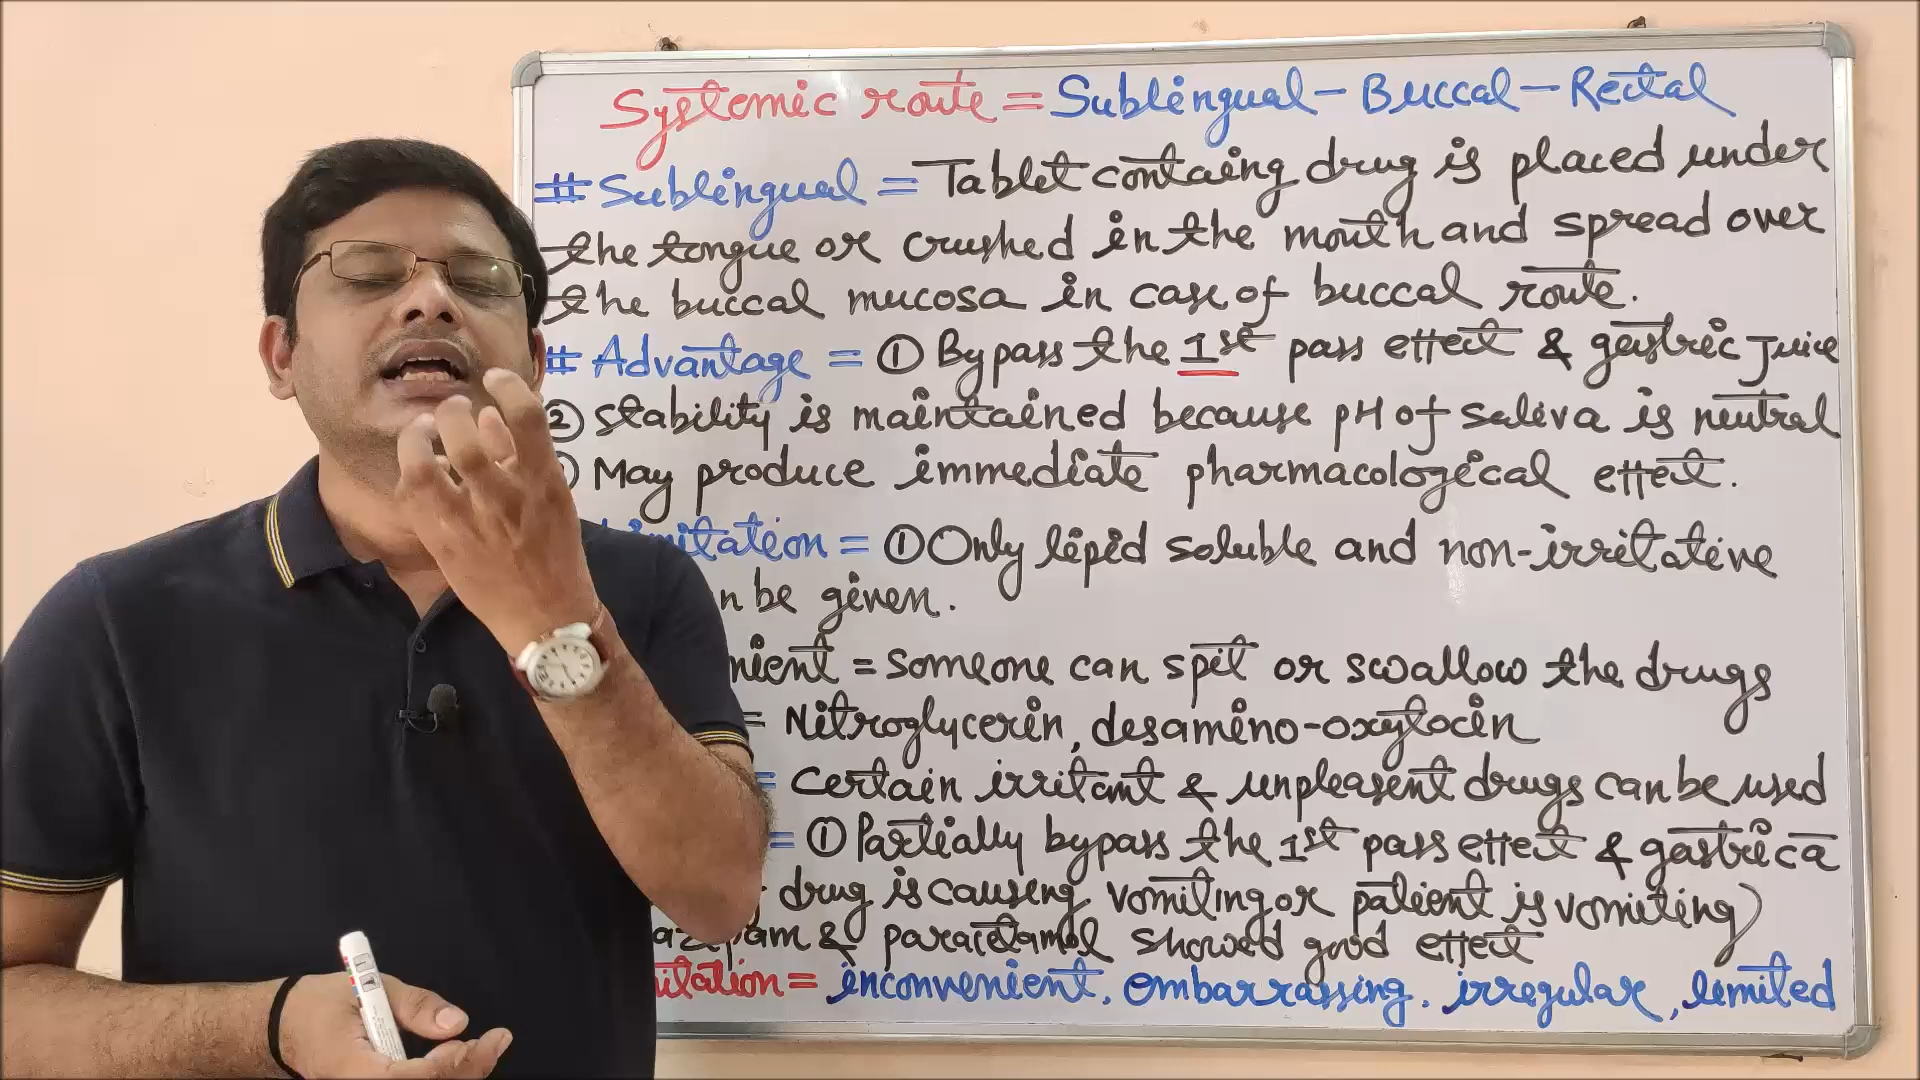 Systemic route = Sublingual - Buccal - Rectal
# Sublingual = Tablet containg drug is placed under
the tongue or crushed in the mouth and spread over
the buccal mucosa in case of buccal route.
# Advantage = ① Bypass the 1st pass effect & gastric Juice
② Stability is maintained because pH of saliva is neutral
May produce immediate pharmacological effect.
= ① Only lipid soluble and non-irritative
be given.
= Someone can spit or swallow the drugs
= Nitroglycerin, desamino-oxytocin
= Certain irritant & unpleasent drugs can be used
= ① Partially bypass the 1st pass effect & gastric
drug is causing vomiting or patient is vomiting)
& paracetamol showed good effect
= inconvenient, embarrassing, irregular, limited